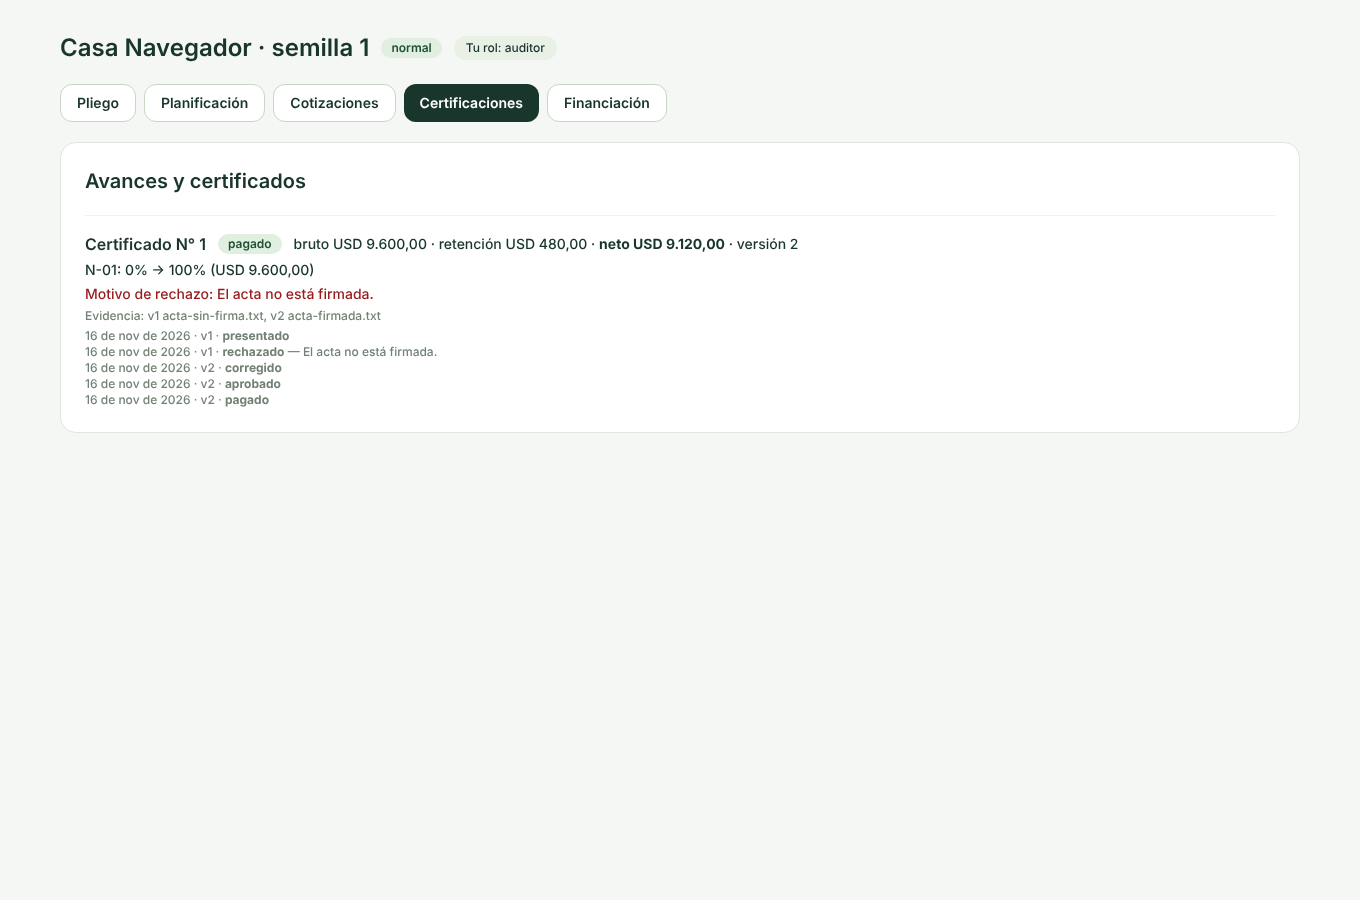 Casa Navegador · semilla 1 normal Tu rol: auditor
Pliego Planificación Cotizaciones Certificaciones Financiación
Avances y certificados
Certificado N° 1 pagado bruto USD 9.600,00 · retención USD 480,00 · neto USD 9.120,00 · versión 2
N-01: 0% → 100% (USD 9.600,00)
Motivo de rechazo: El acta no está firmada.
Evidencia: v1 acta-sin-firma.txt, v2 acta-firmada.txt
16 de nov de 2026 · v1 · presentado
16 de nov de 2026 · v1 · rechazado — El acta no está firmada.
16 de nov de 2026 · v2 · corregido
16 de nov de 2026 · v2 · aprobado
16 de nov de 2026 · v2 · pagado